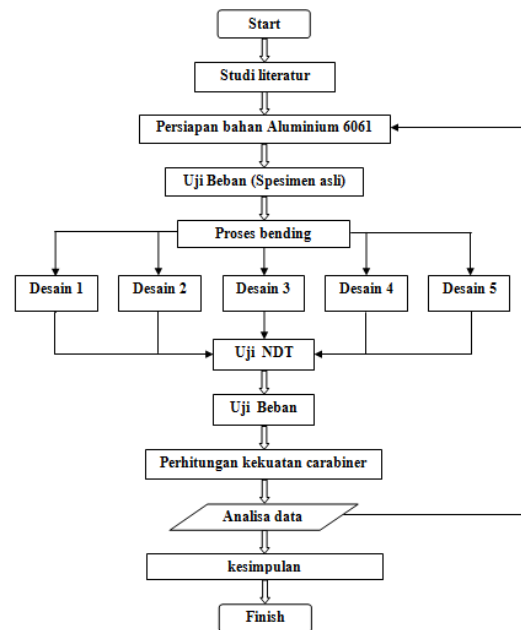 Start
Studi literatur
Persiapan bahan Aluminium 6061
Uji Beban (Spesimen asli)
Proses bending
Desain 1
Desain 2
Desain 3
Desain 4
Desain 5
Uji NDT
Uji Beban
Perhitungan kekuatan carabiner
Analisa data
kesimpulan
Finish